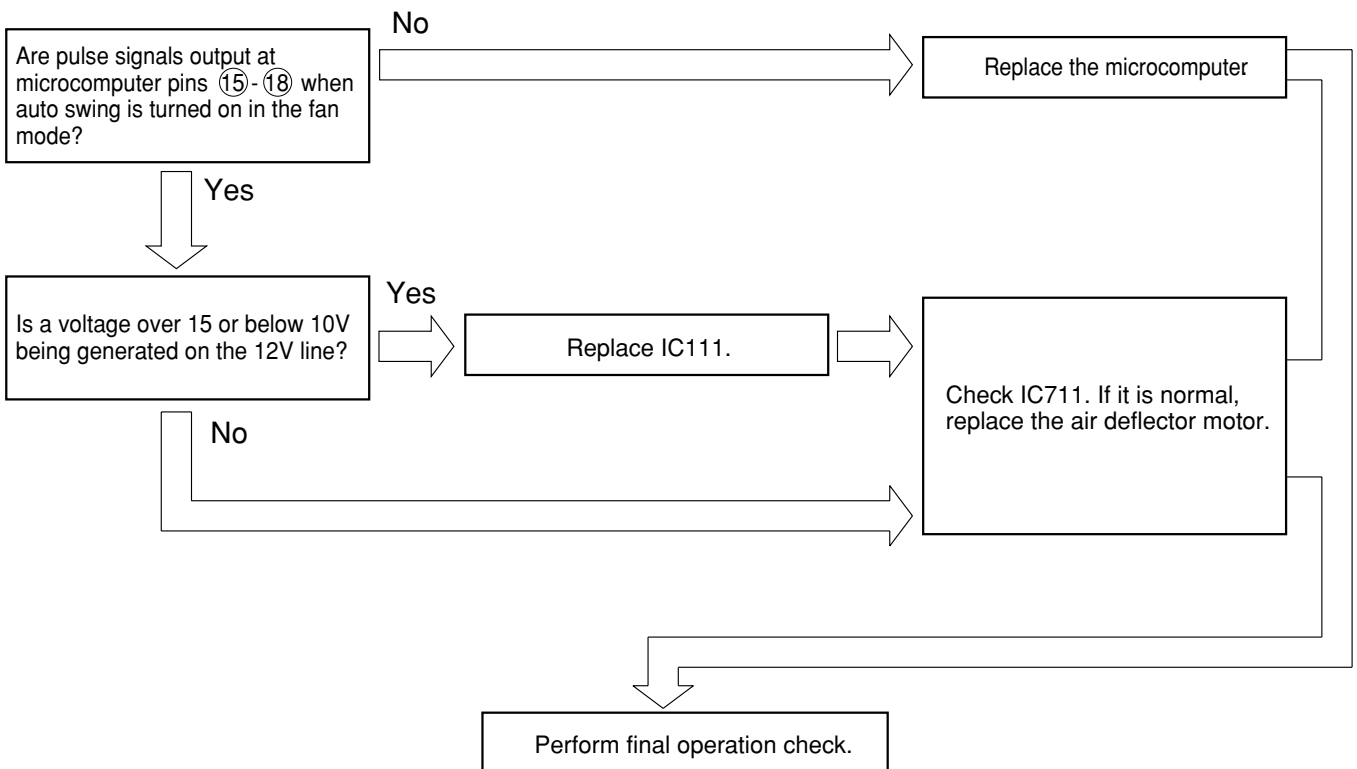 No
Are pulse signals output at
microcomputer pins ⑮-⑱ when
auto swing is turned on in the fan
mode?
Replace the microcomputer
Yes
Is a voltage over 15 or below 10V
being generated on the 12V line?
Yes
Replace IC111.
Check IC711. If it is normal,
replace the air deflector motor.
No
Perform final operation check.